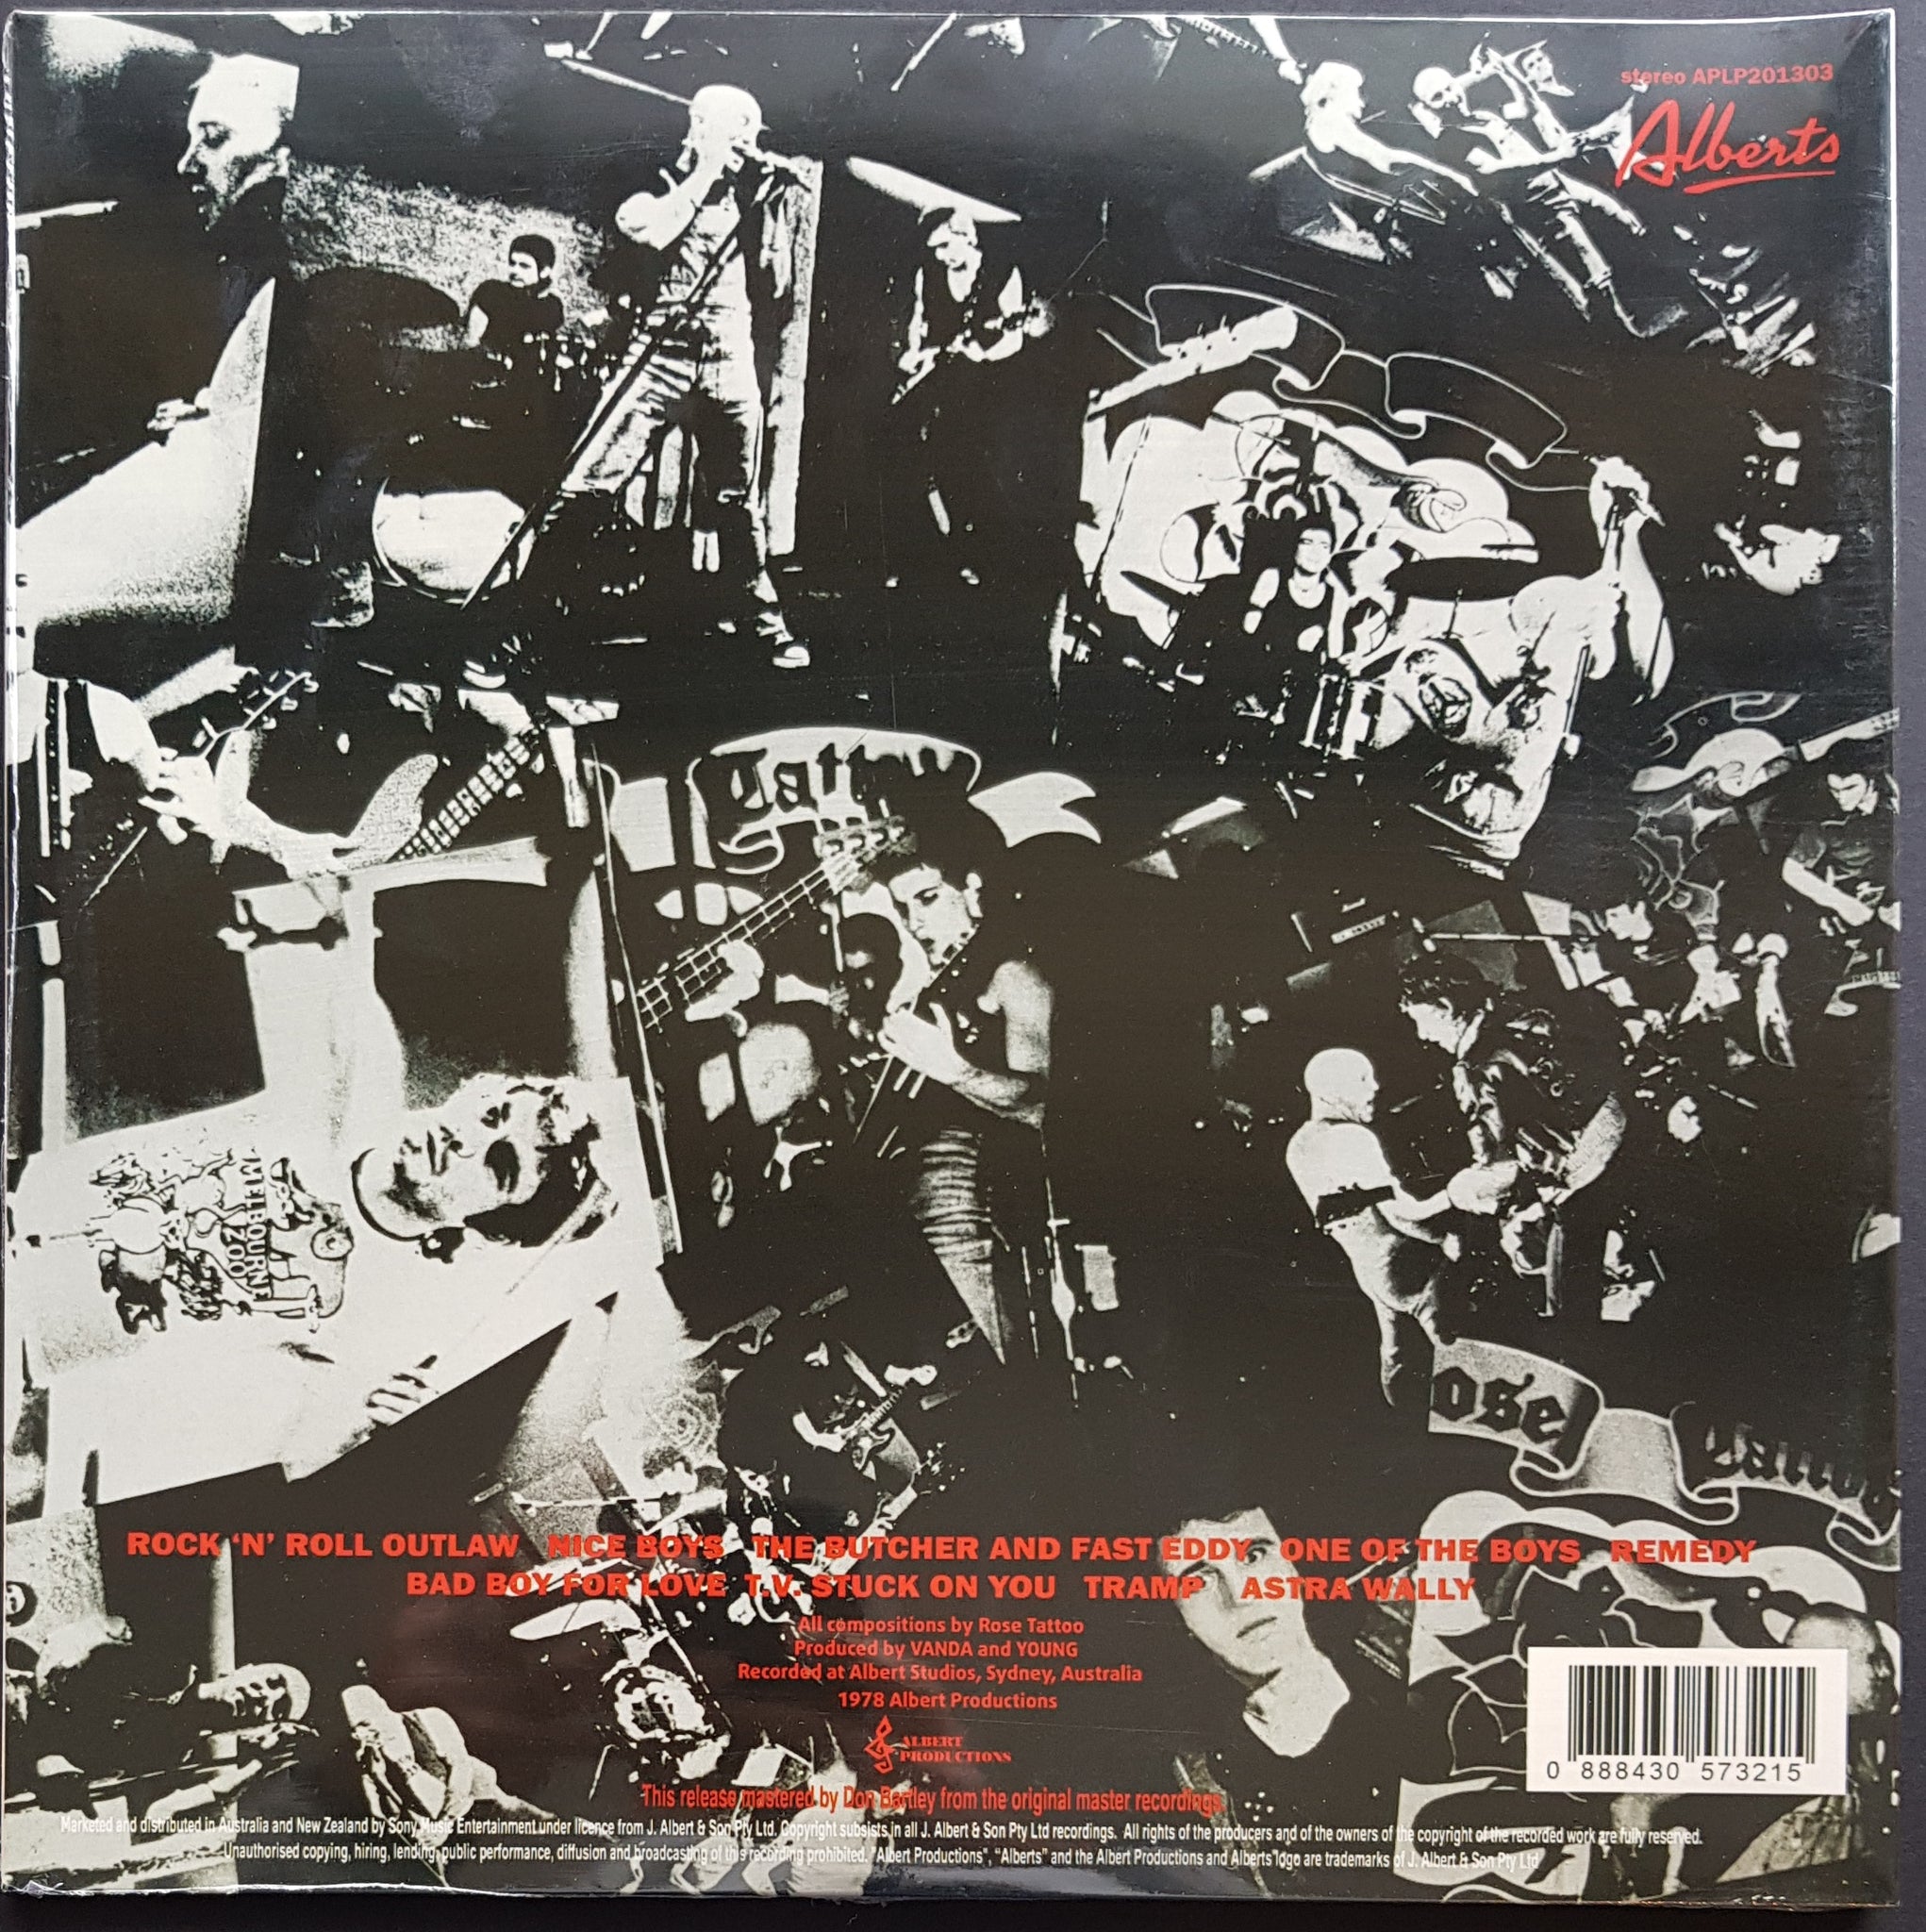 stereo APLP201303
Alberts
Tatt
MELBOURNE
ZOO
ose
Tattoo
ROCK 'N' ROLL OUTLAW NICE BOYS THE BUTCHER AND FAST EDDY ONE OF THE BOYS REMEDY
BAD BOY FOR LOVE T.V. STUCK ON YOU TRAMP ASTRA WALLY
All compositions by Rose Tattoo
Produced by VANDA and YOUNG
Recorded at Albert Studios, Sydney, Australia
1978 Albert Productions
ALBERT
PRODUCTIONS
0 888430 573215
This release mastered by Don Bartley from the original master recordings
Marketed and distributed in Australia and New Zealand by Sony Music Entertainment under licence from J. Albert & Son Pty Ltd. Copyright subsists in all J. Albert & Son Pty Ltd recordings. All rights of the producers and of the owners of the copyright of the recorded work are fully reserved.
Unauthorised copying, hiring, lending, public performance, diffusion and broadcasting of this recording prohibited. "Albert Productions", "Alberts" and the Albert Productions and Alberts logo are trademarks of J. Albert & Son Pty Ltd